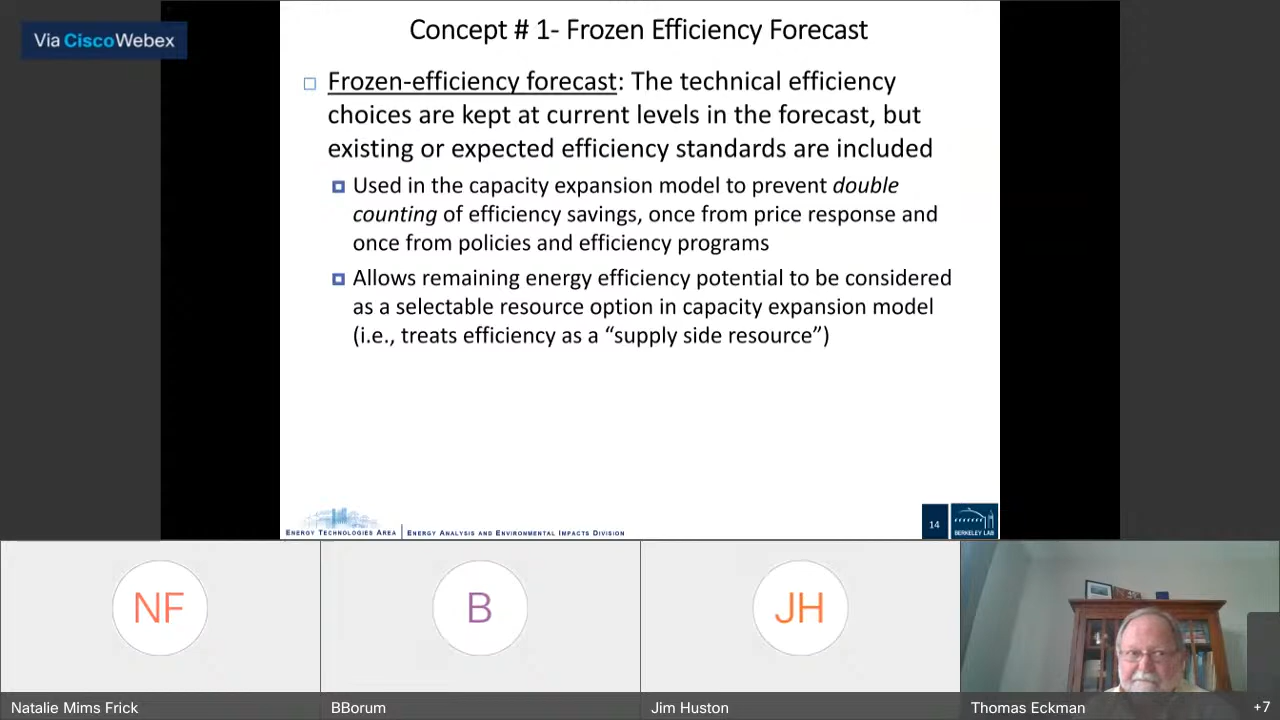 Via CiscoWebex
Concept # 1- Frozen Efficiency Forecast
Frozen-efficiency forecast: The technical efficiency
choices are kept at current levels in the forecast, but
existing or expected efficiency standards are included
Used in the capacity expansion model to prevent double
counting of efficiency savings, once from price response and
once from policies and efficiency programs
Allows remaining energy efficiency potential to be considered
as a selectable resource option in capacity expansion model
(i.e., treats efficiency as a “supply side resource”)
ENERGY TECHNOLOGIES AREA
ENERGY ANALYSIS AND ENVIRONMENTAL IMPACTS DIVISION
14
BERKELEY LAB
NF
B
JH
Natalie Mims Frick
BBorum
Jim Huston
Thomas Eckman
+7